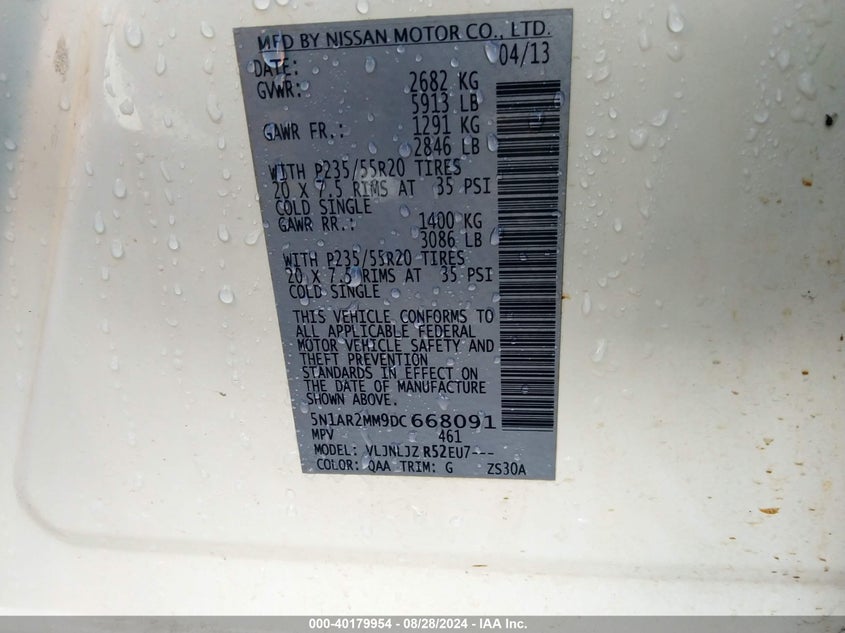 MFD BY NISSAN MOTOR CO., LTD.
DATE: 04/13
GVWR: 2682 KG
5913 LB
GAWR FR.: 1291 KG
2846 LB
WITH P235/55R20 TIRES
20 X 7.5 RIMS AT 35 PSI
COLD SINGLE
GAWR RR.: 1400 KG
3086 LB
WITH P235/55R20 TIRES
20 X 7.5 RIMS AT 35 PSI
COLD SINGLE
THIS VEHICLE CONFORMS TO
ALL APPLICABLE FEDERAL
MOTOR VEHICLE SAFETY AND
THEFT PREVENTION
STANDARDS IN EFFECT ON
THE DATE OF MANUFACTURE
SHOWN ABOVE.
5N1AR2MM9DC668091
MPV 461
MODEL: VLJNLJZ R52EU7---
COLOR: QAA TRIM: G ZS30A
000-40179954 - 08/28/2024 - IAA Inc.